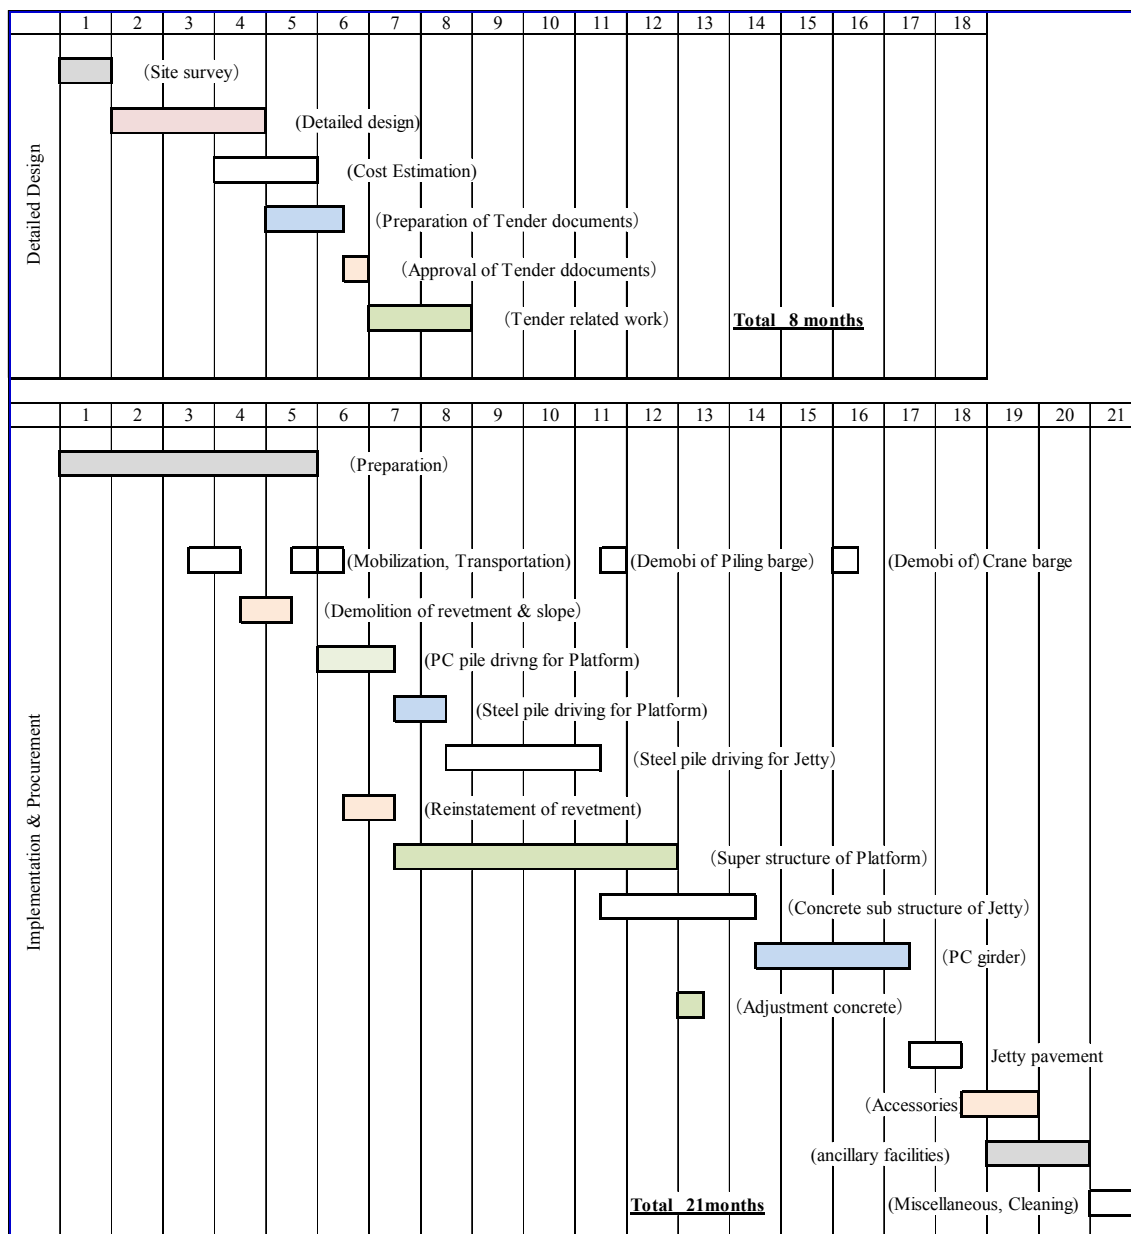 1 2 3 4 5 6 7 8 9 10 11 12 13 14 15 16 17 18
Detailed Design
(Site survey)
(Detailed design)
(Cost Estimation)
(Preparation of Tender documents)
(Approval of Tender ddocuments)
(Tender related work)
Total 8 months
1 2 3 4 5 6 7 8 9 10 11 12 13 14 15 16 17 18 19 20 21
Implementation & Procurement
(Preparation)
(Mobilization, Transportation) (Demobi of Piling barge) (Demobi of) Crane barge
(Demolition of revetment & slope)
(PC pile drivng for Platform)
(Steel pile driving for Platform)
(Steel pile driving for Jetty)
(Reinstatement of revetment)
(Super structure of Platform)
(Concrete sub structure of Jetty)
(PC girder)
(Adjustment concrete)
Jetty pavement
(Accessories)
(ancillary facilities)
Total 21months
(Miscellaneous, Cleaning)